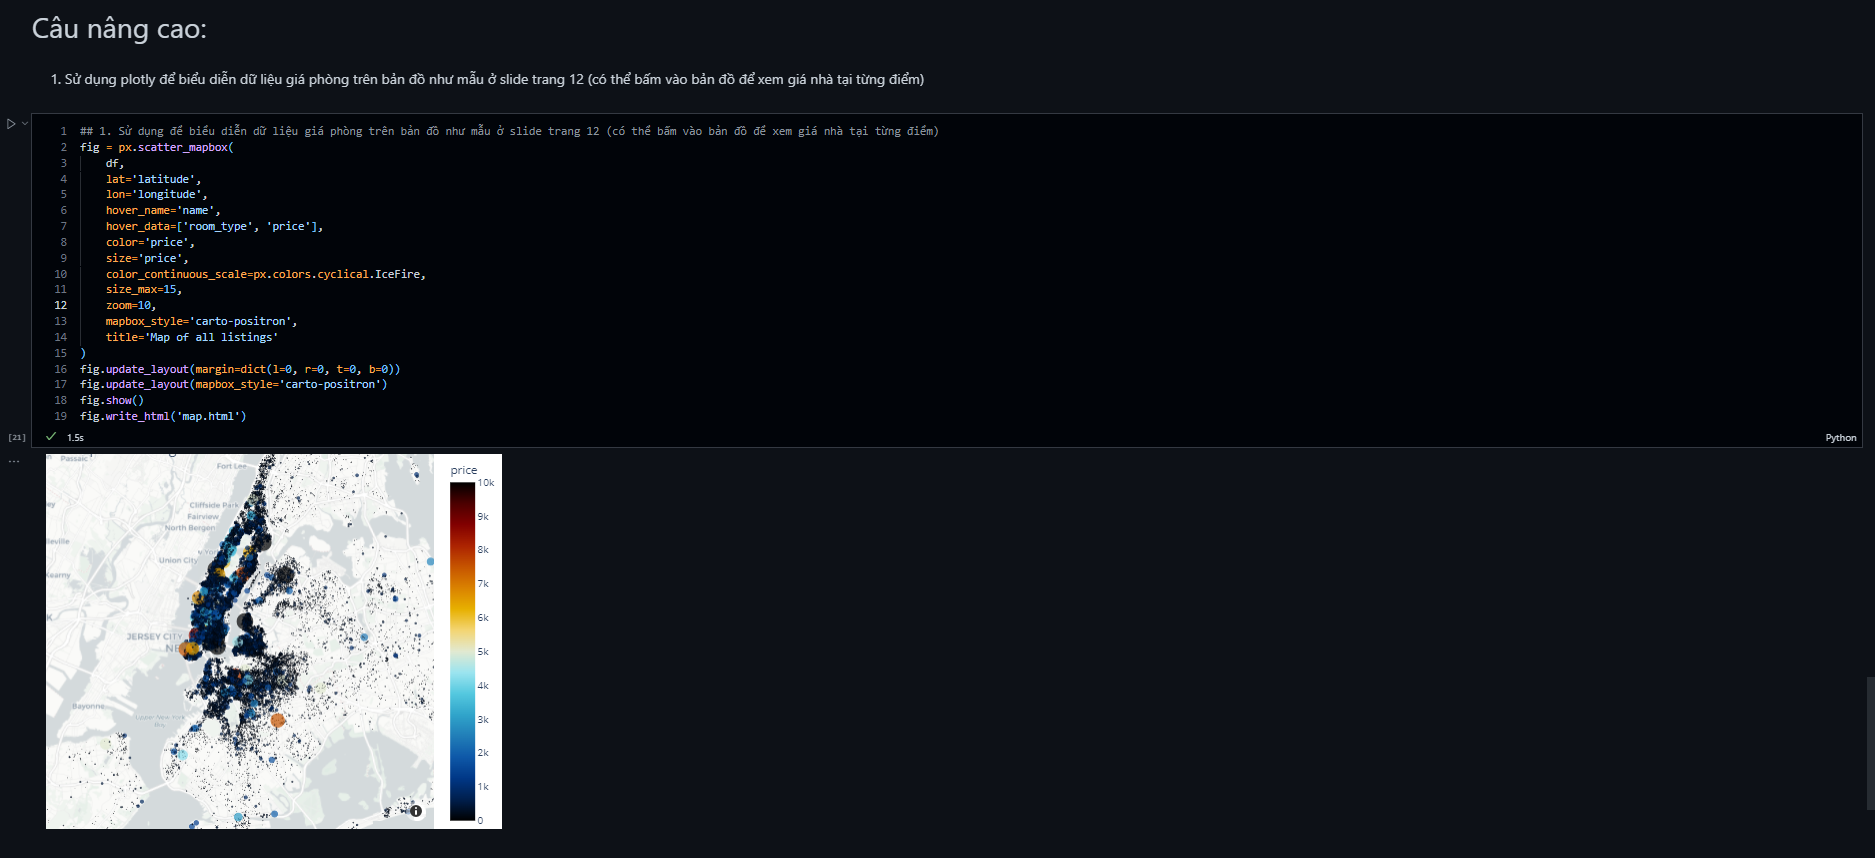 Câu nâng cao:
1. Sử dụng plotly để biểu diễn dữ liệu giá phòng trên bản đồ như mẫu ở slide trang 12 (có thể bấm vào bản đồ để xem giá nhà tại từng điểm)
1 ## 1. Sử dụng để biểu diễn dữ liệu giá phòng trên bản đồ như mẫu ở slide trang 12 (có thể bấm vào bản đồ để xem giá nhà tại từng điểm)
2 fig = px.scatter_mapbox(
3 df,
4 lat='latitude',
5 lon='longitude',
6 hover_name='name',
7 hover_data=['room_type', 'price'],
8 color='price',
9 size='price',
10 color_continuous_scale=px.colors.cyclical.IceFire,
11 size_max=15,
12 zoom=10,
13 mapbox_style='carto-positron',
14 title='Map of all listings'
15 )
16 fig.update_layout(margin=dict(l=0, r=0, t=0, b=0))
17 fig.update_layout(mapbox_style='carto-positron')
18 fig.show()
19 fig.write_html('map.html')
[21] 1.5s Python
Passaic
Fort Lee
Cliffside Park
Fairview
North Bergen
Union City
Kearny
JERSEY CITY
Bayonne
price
10k
9k
8k
7k
6k
5k
4k
3k
2k
1k
0